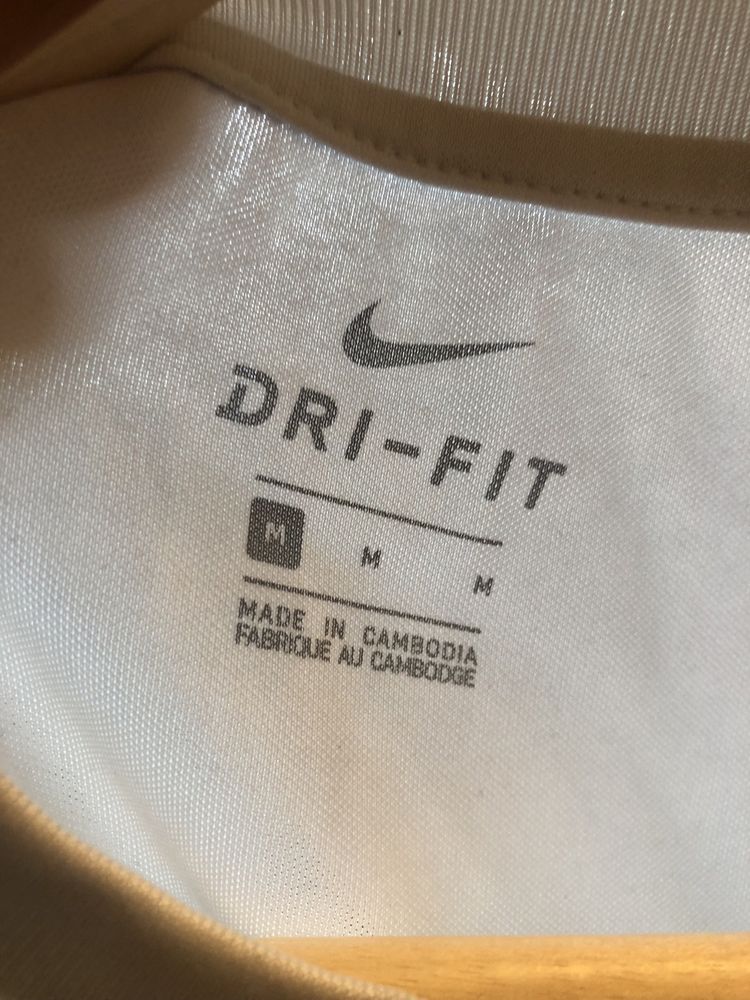 DRI-FIT
M M M
MADE IN CAMBODIA
FABRIQUE AU CAMBODGE